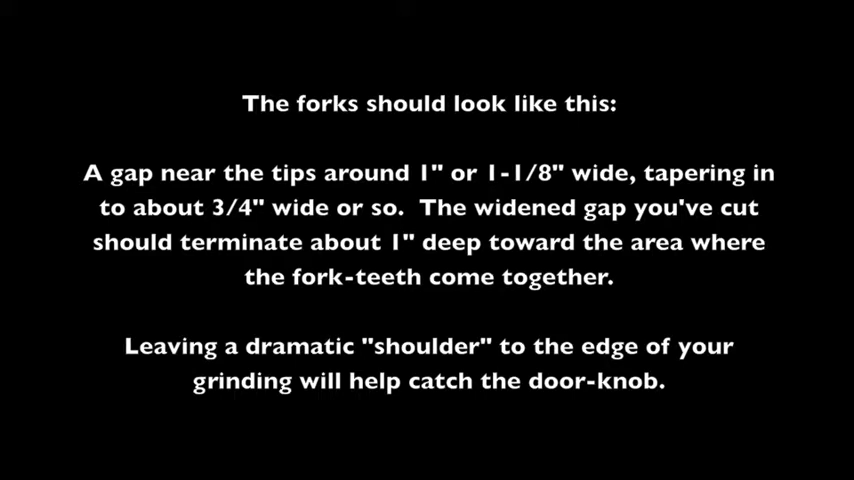 The forks should look like this:
A gap near the tips around 1" or 1-1/8" wide, tapering in
to about 3/4" wide or so.  The widened gap you've cut
should terminate about 1" deep toward the area where
the fork-teeth come together.
Leaving a dramatic "shoulder" to the edge of your
grinding will help catch the door-knob.